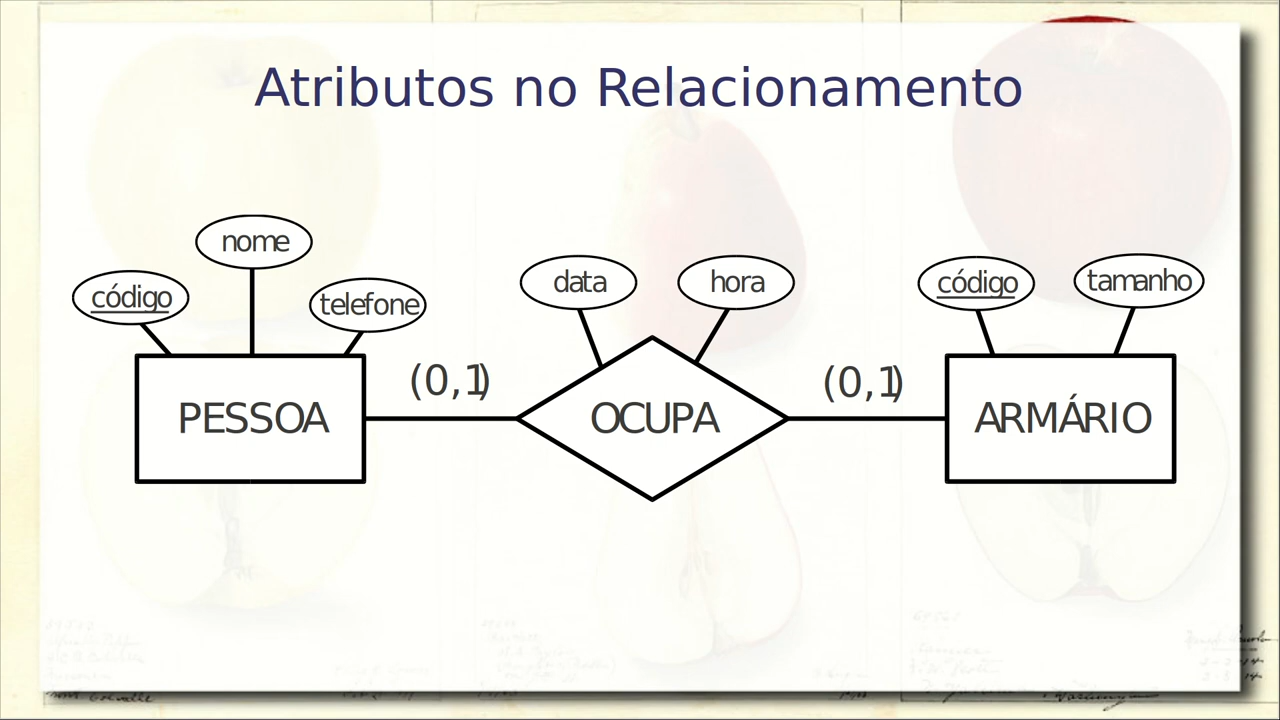 Atributos no Relacionamento
nome
código
telefone
data
hora
código
tamanho
(0,1)
(0,1)
PESSOA
OCUPA
ARMÁRIO